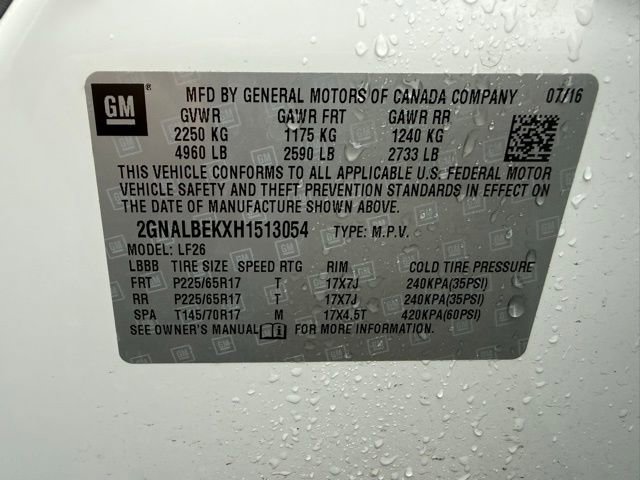 GM ® MFD BY GENERAL MOTORS OF CANADA COMPANY 07/16
GVWR GAWR FRT GAWR RR
2250 KG 1175 KG 1240 KG
4960 LB 2590 LB 2733 LB
THIS VEHICLE CONFORMS TO ALL APPLICABLE U.S. FEDERAL MOTOR
VEHICLE SAFETY AND THEFT PREVENTION STANDARDS IN EFFECT ON
THE DATE OF MANUFACTURE SHOWN ABOVE.
2GNALBEKXH1513054 TYPE: M.P.V.
MODEL: LF26
LBBB TIRE SIZE SPEED RTG RIM COLD TIRE PRESSURE
FRT P225/65R17 T 17X7J 240KPA(35PSI)
RR P225/65R17 T 17X7J 240KPA(35PSI)
SPA T145/70R17 M 17X4.5T 420KPA(60PSI)
SEE OWNER'S MANUAL FOR MORE INFORMATION.